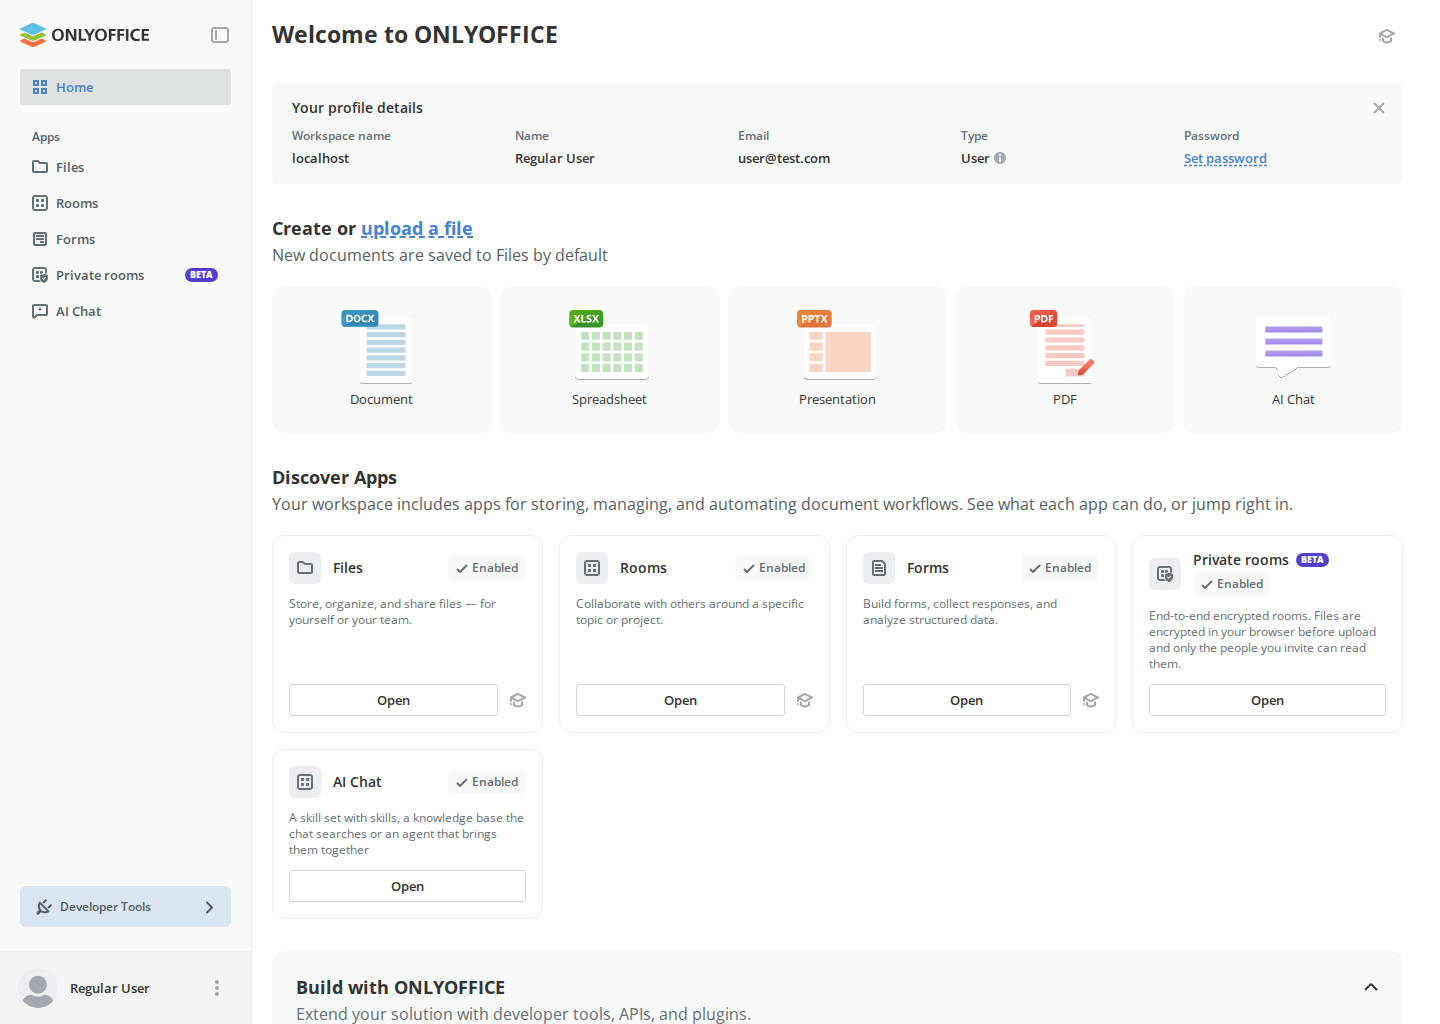 ONLYOFFICE
Home
Apps
Files
Rooms
Forms
Private rooms BETA
AI Chat
Developer Tools
Regular User
Welcome to ONLYOFFICE
Your profile details
Workspace name Name Email Type Password
localhost Regular User user@test.com User Set password
Create or upload a file
New documents are saved to Files by default
DOCX XLSX PPTX PDF
Document Spreadsheet Presentation PDF AI Chat
Discover Apps
Your workspace includes apps for storing, managing, and automating document workflows. See what each app can do, or jump right in.
Files Enabled
Store, organize, and share files — for
yourself or your team.
Open
Rooms Enabled
Collaborate with others around a specific
topic or project.
Open
Forms Enabled
Build forms, collect responses, and
analyze structured data.
Open
Private rooms BETA
Enabled
End-to-end encrypted rooms. Files are
encrypted in your browser before upload
and only the people you invite can read
them.
Open
AI Chat Enabled
A skill set with skills, a knowledge base the
chat searches or an agent that brings
them together
Open
Build with ONLYOFFICE
Extend your solution with developer tools, APIs, and plugins.